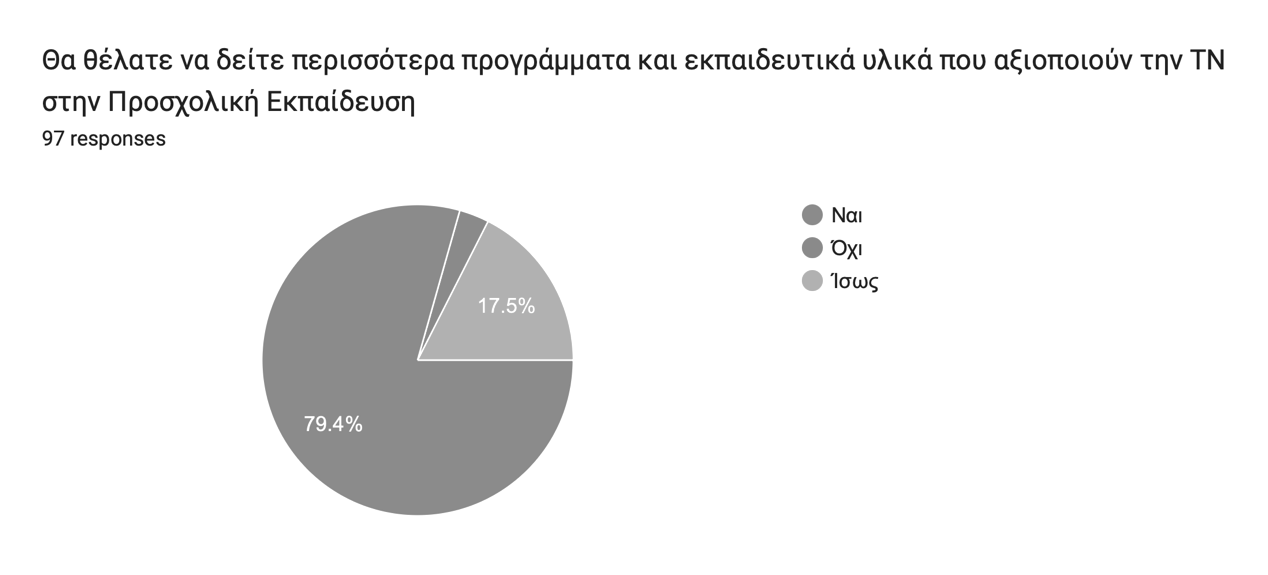 Θα θέλατε να δείτε περισσότερα προγράμματα και εκπαιδευτικά υλικά που αξιοποιούν την ΤΝ
στην Προσχολική Εκπαίδευση
97 responses
Ναι
Όχι
Ίσως
17.5%
79.4%